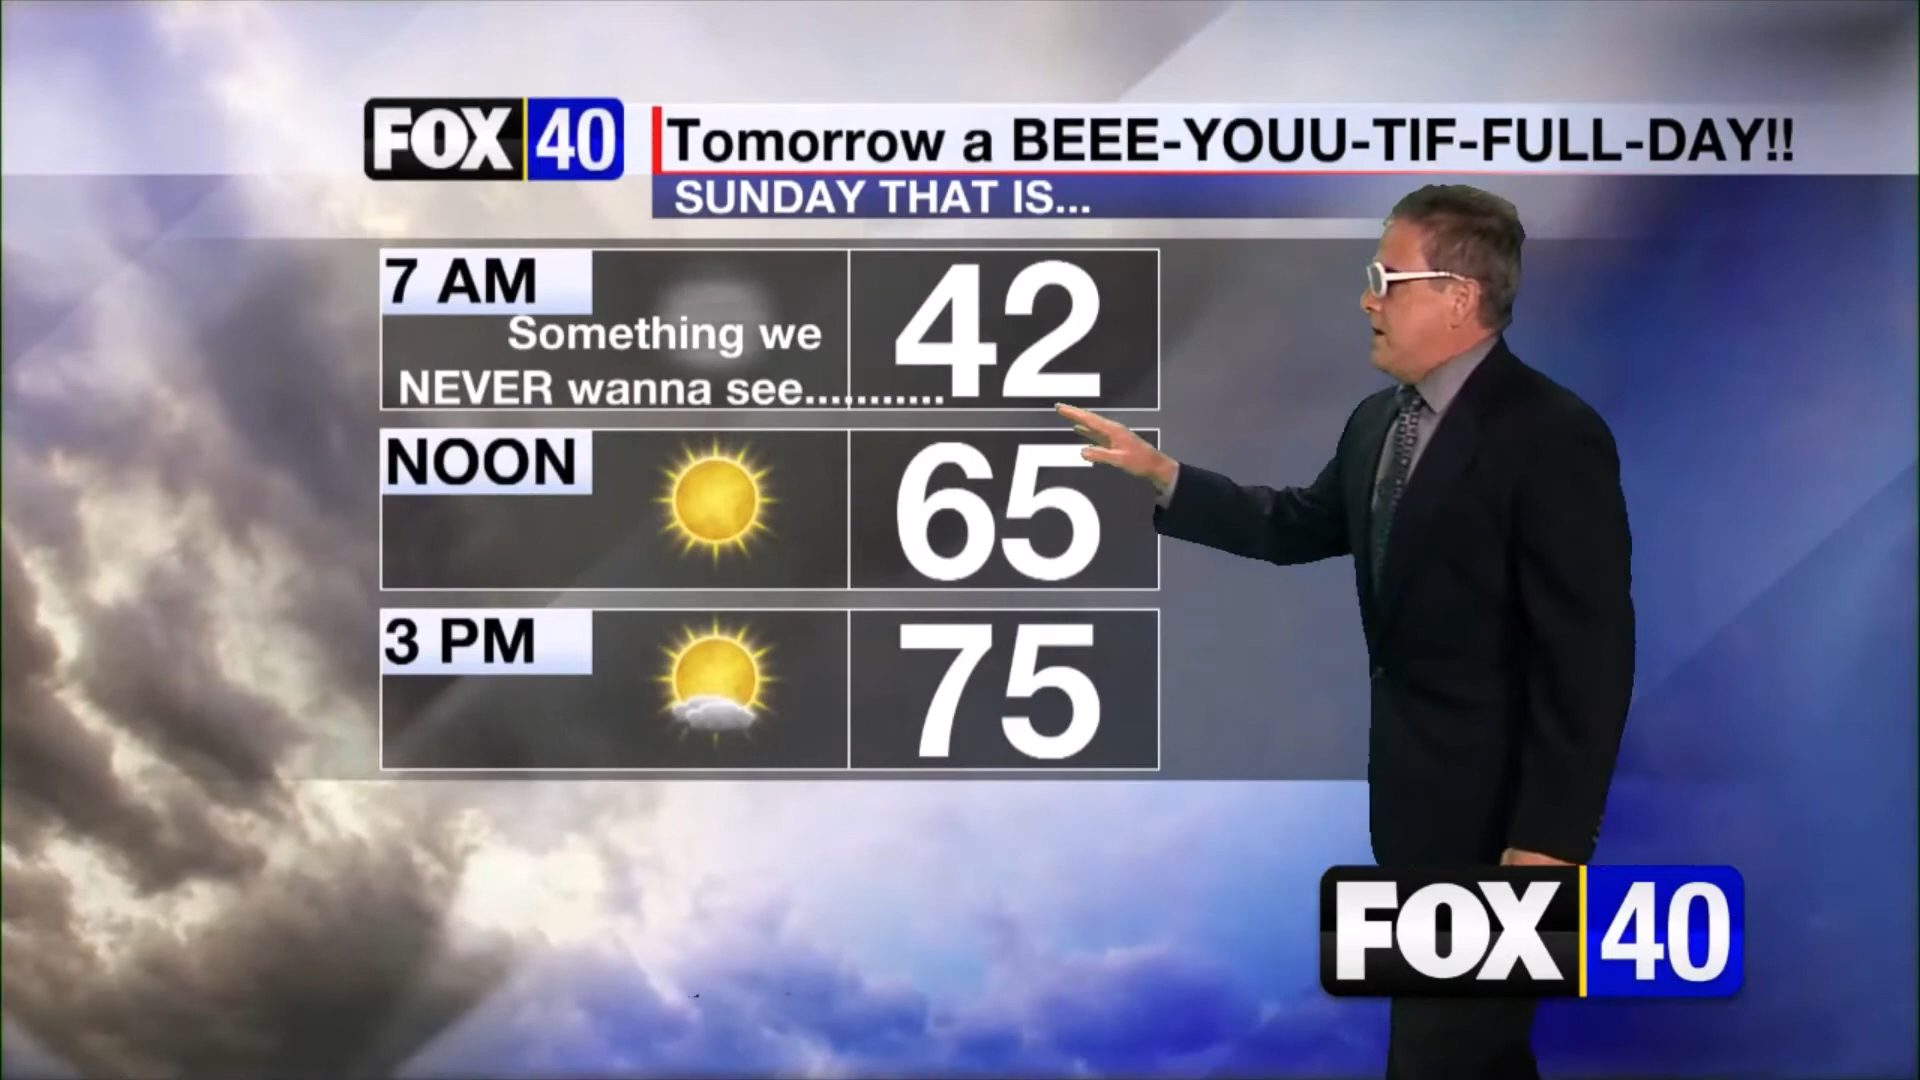 FOX 40
Tomorrow a BEEE-YOUU-TIF-FULL-DAY!!
SUNDAY THAT IS...
7 AM
42
Something we
NEVER wanna see...........
NOON
65
3 PM
75
FOX 40